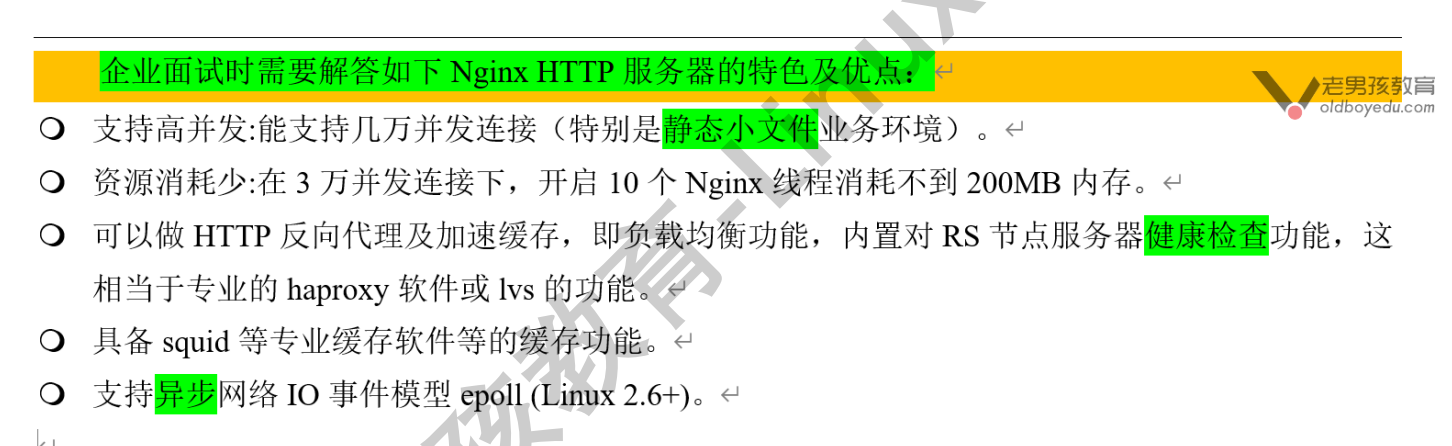 企业面试时需要解答如下 Nginx HTTP 服务器的特色及优点：
老男孩教育
oldboyedu.com
支持高并发:能支持几万并发连接（特别是静态小文件业务环境）。
资源消耗少:在 3 万并发连接下，开启 10 个 Nginx 线程消耗不到 200MB 内存。
可以做 HTTP 反向代理及加速缓存，即负载均衡功能，内置对 RS 节点服务器健康检查功能，这
相当于专业的 haproxy 软件或 lvs 的功能。
具备 squid 等专业缓存软件等的缓存功能。
支持异步网络 IO 事件模型 epoll (Linux 2.6+)。
孩教育-Linux